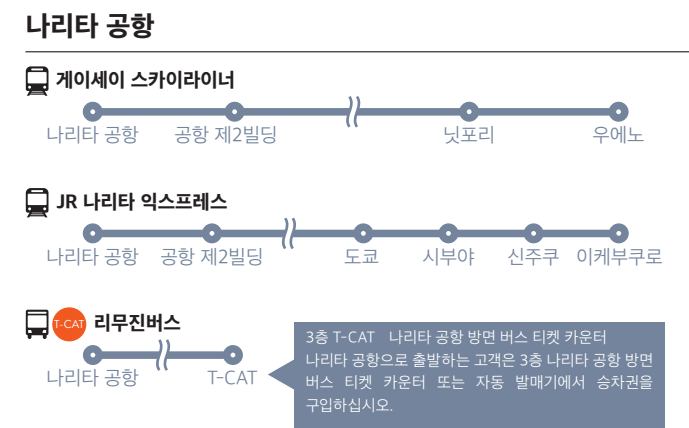 나리타 공항
게이세이 스카이라이너
나리타 공항 공항 제2빌딩 닛포리 우에노
JR 나리타 익스프레스
나리타 공항 공항 제2빌딩 도쿄 시부야 신주쿠 이케부쿠로
T-CAT 리무진버스
나리타 공항 T-CAT
3층 T-CAT 나리타 공항 방면 버스 티켓 카운터
나리타 공항으로 출발하는 고객은 3층 나리타 공항 방면
버스 티켓 카운터 또는 자동 발매기에서 승차권을
구입하십시오.